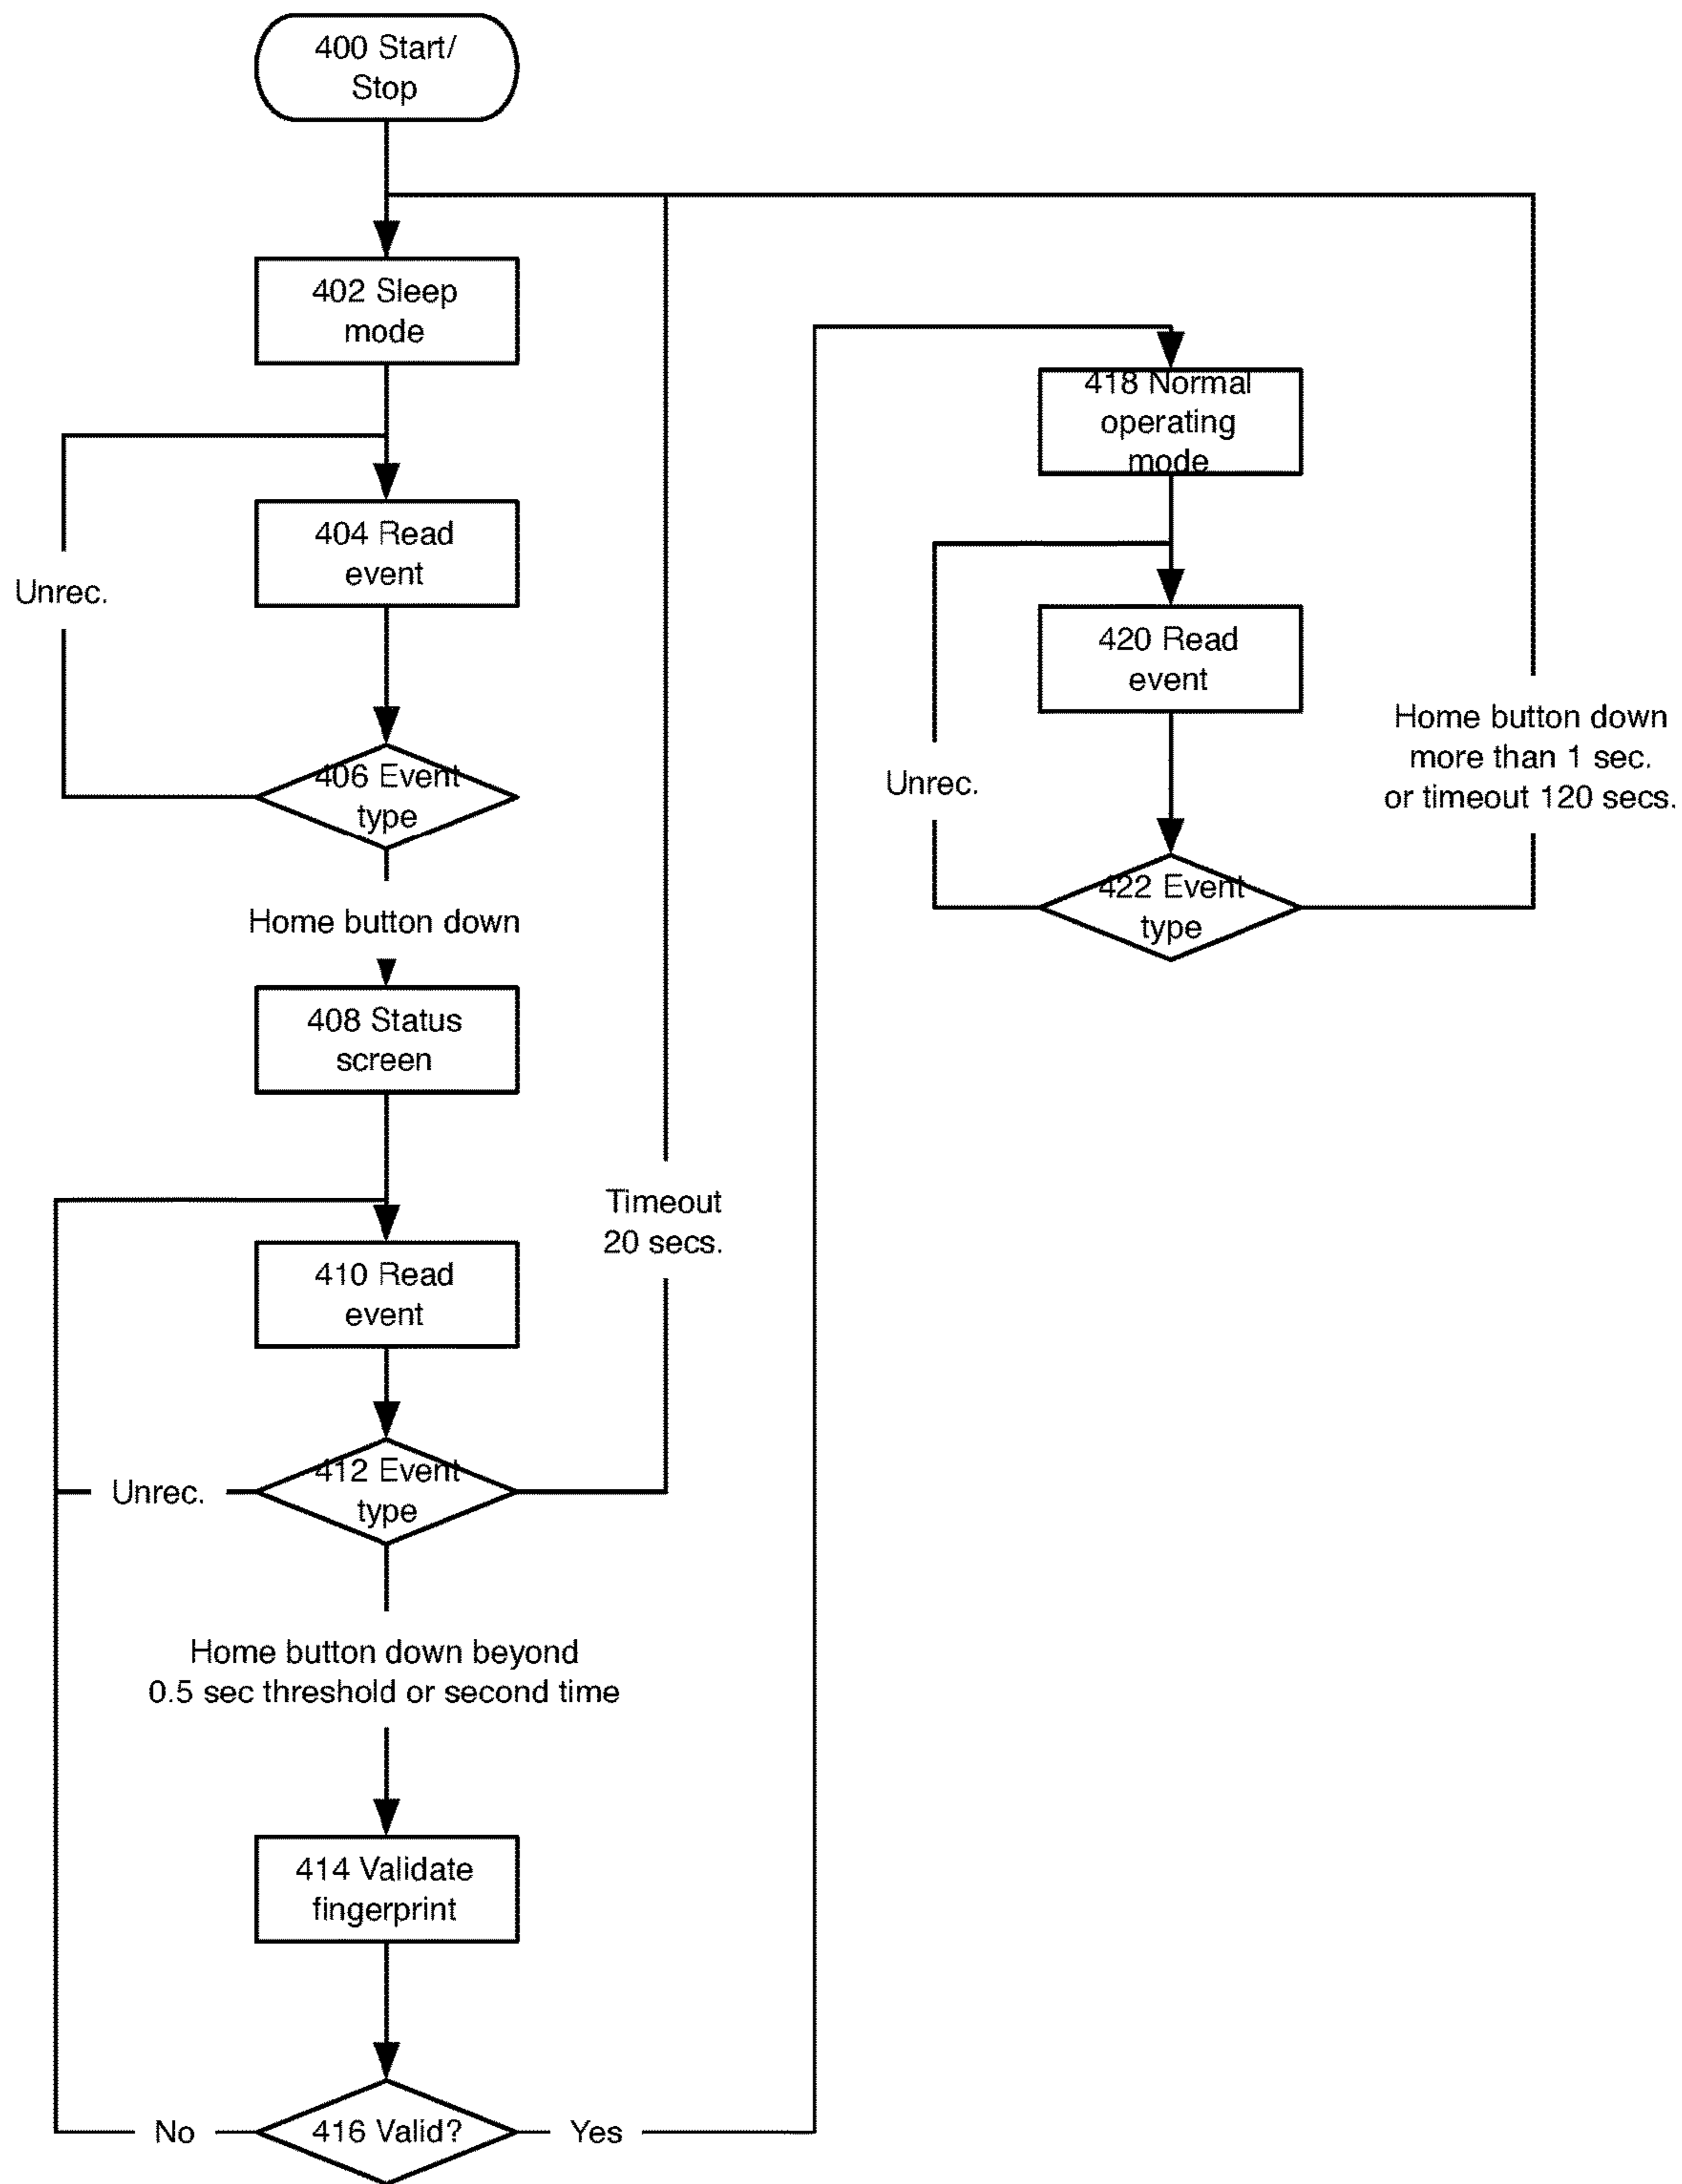 400 Start/
Stop
402 Sleep
mode
404 Read
event
Unrec.
406 Event
type
Home button down
408 Status
screen
Timeout
20 secs.
410 Read
event
412 Event
type
Unrec.
Home button down beyond
0.5 sec threshold or second time
414 Validate
fingerprint
416 Valid?
No
Yes
418 Normal
operating
mode
420 Read
event
Unrec.
422 Event
type
Home button down
more than 1 sec.
or timeout 120 secs.